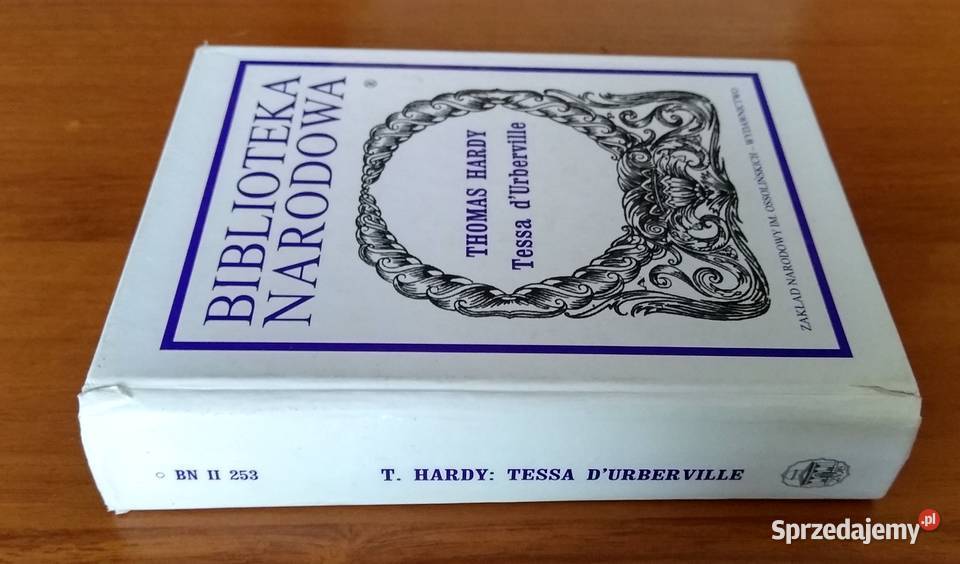 BIBLIOTEKA
NARODOWA
®
THOMAS HARDY
Tessa d'Urberville
ZAKŁAD NARODOWY IM. OSSOLIŃSKICH – WYDAWNICTWO
BN II 253
T. HARDY: TESSA D'URBERVILLE
Sprzedajemy.pl